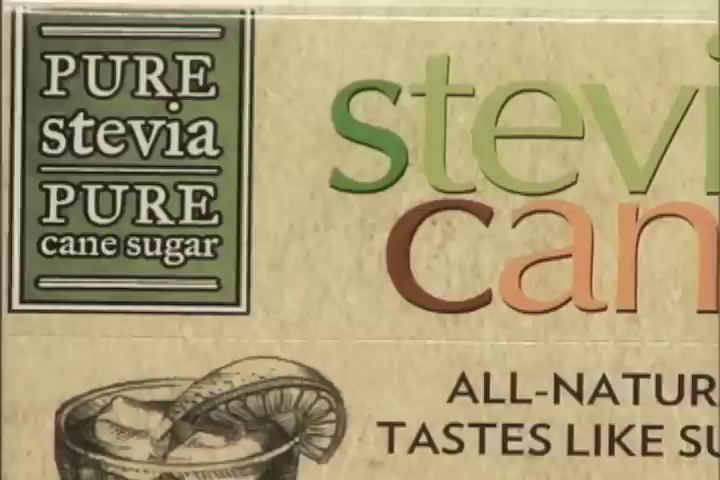 PURE
stevia
PURE
cane sugar
stevi
can
ALL-NATUR
TASTES LIKE SU